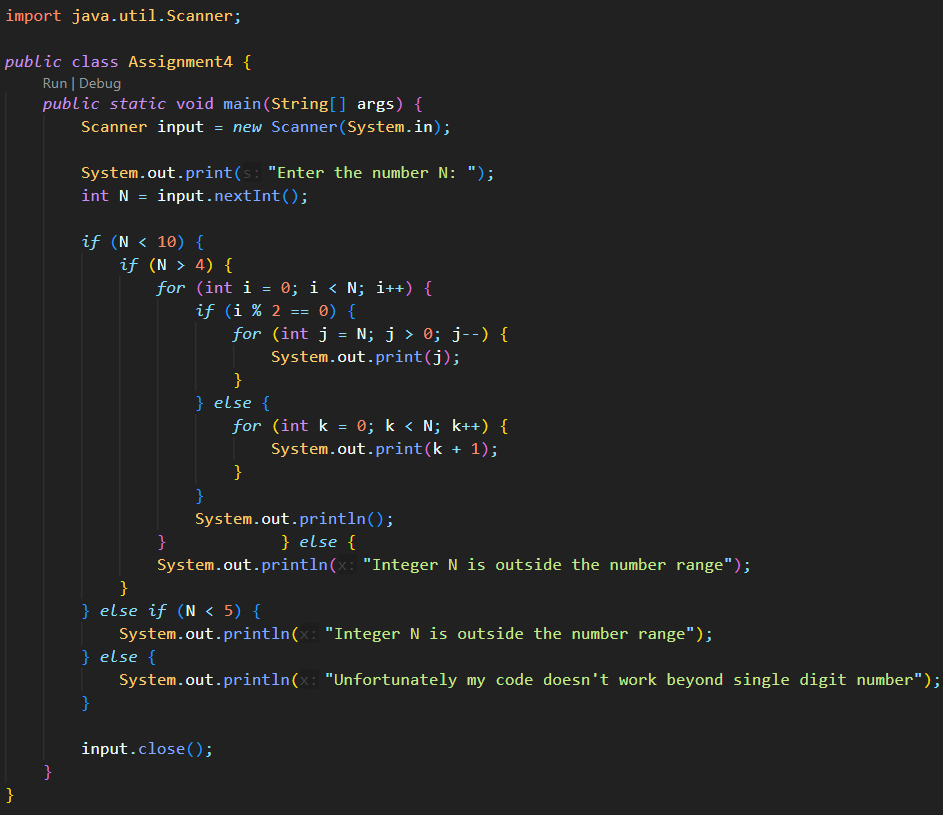 import java.util.Scanner;
public class Assignment4 {
Run | Debug
public static void main(String[] args) {
Scanner input = new Scanner(System.in);
System.out.print(s: "Enter the number N: ");
int N = input.nextInt();
if (N < 10) {
if (N > 4) {
for (int i = 0; i < N; i++) {
if (i % 2 == 0) {
for (int j = N; j > 0; j--) {
System.out.print(j);
}
} else {
for (int k = 0; k < N; k++) {
System.out.print(k + 1);
}
}
System.out.println();
} } else {
System.out.println(x: "Integer N is outside the number range");
}
} else if (N < 5) {
System.out.println(x: "Integer N is outside the number range");
} else {
System.out.println(x: "Unfortunately my code doesn't work beyond single digit number");
}
input.close();
}
}